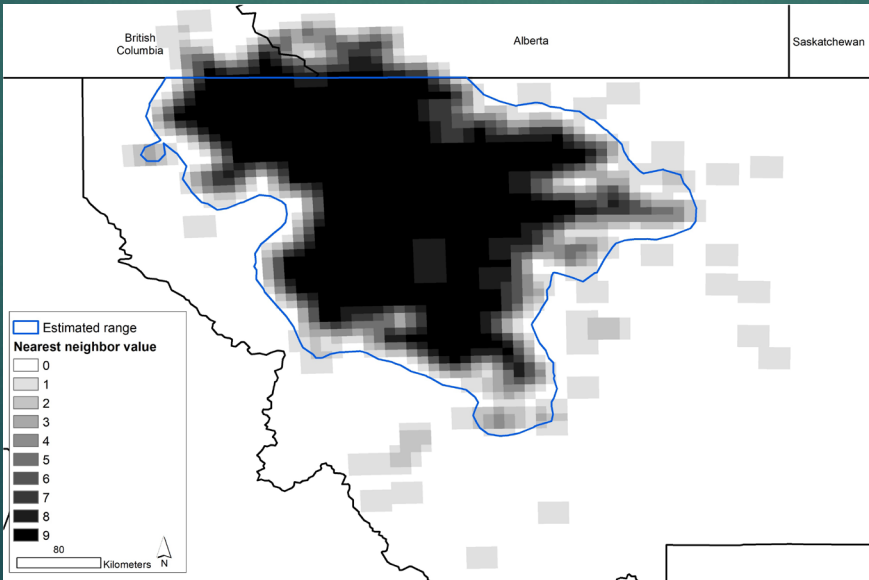 British
Columbia
Alberta
Saskatchewan
Estimated range
Nearest neighbor value
0
1
2
3
4
5
6
7
8
9
80
Kilometers
N